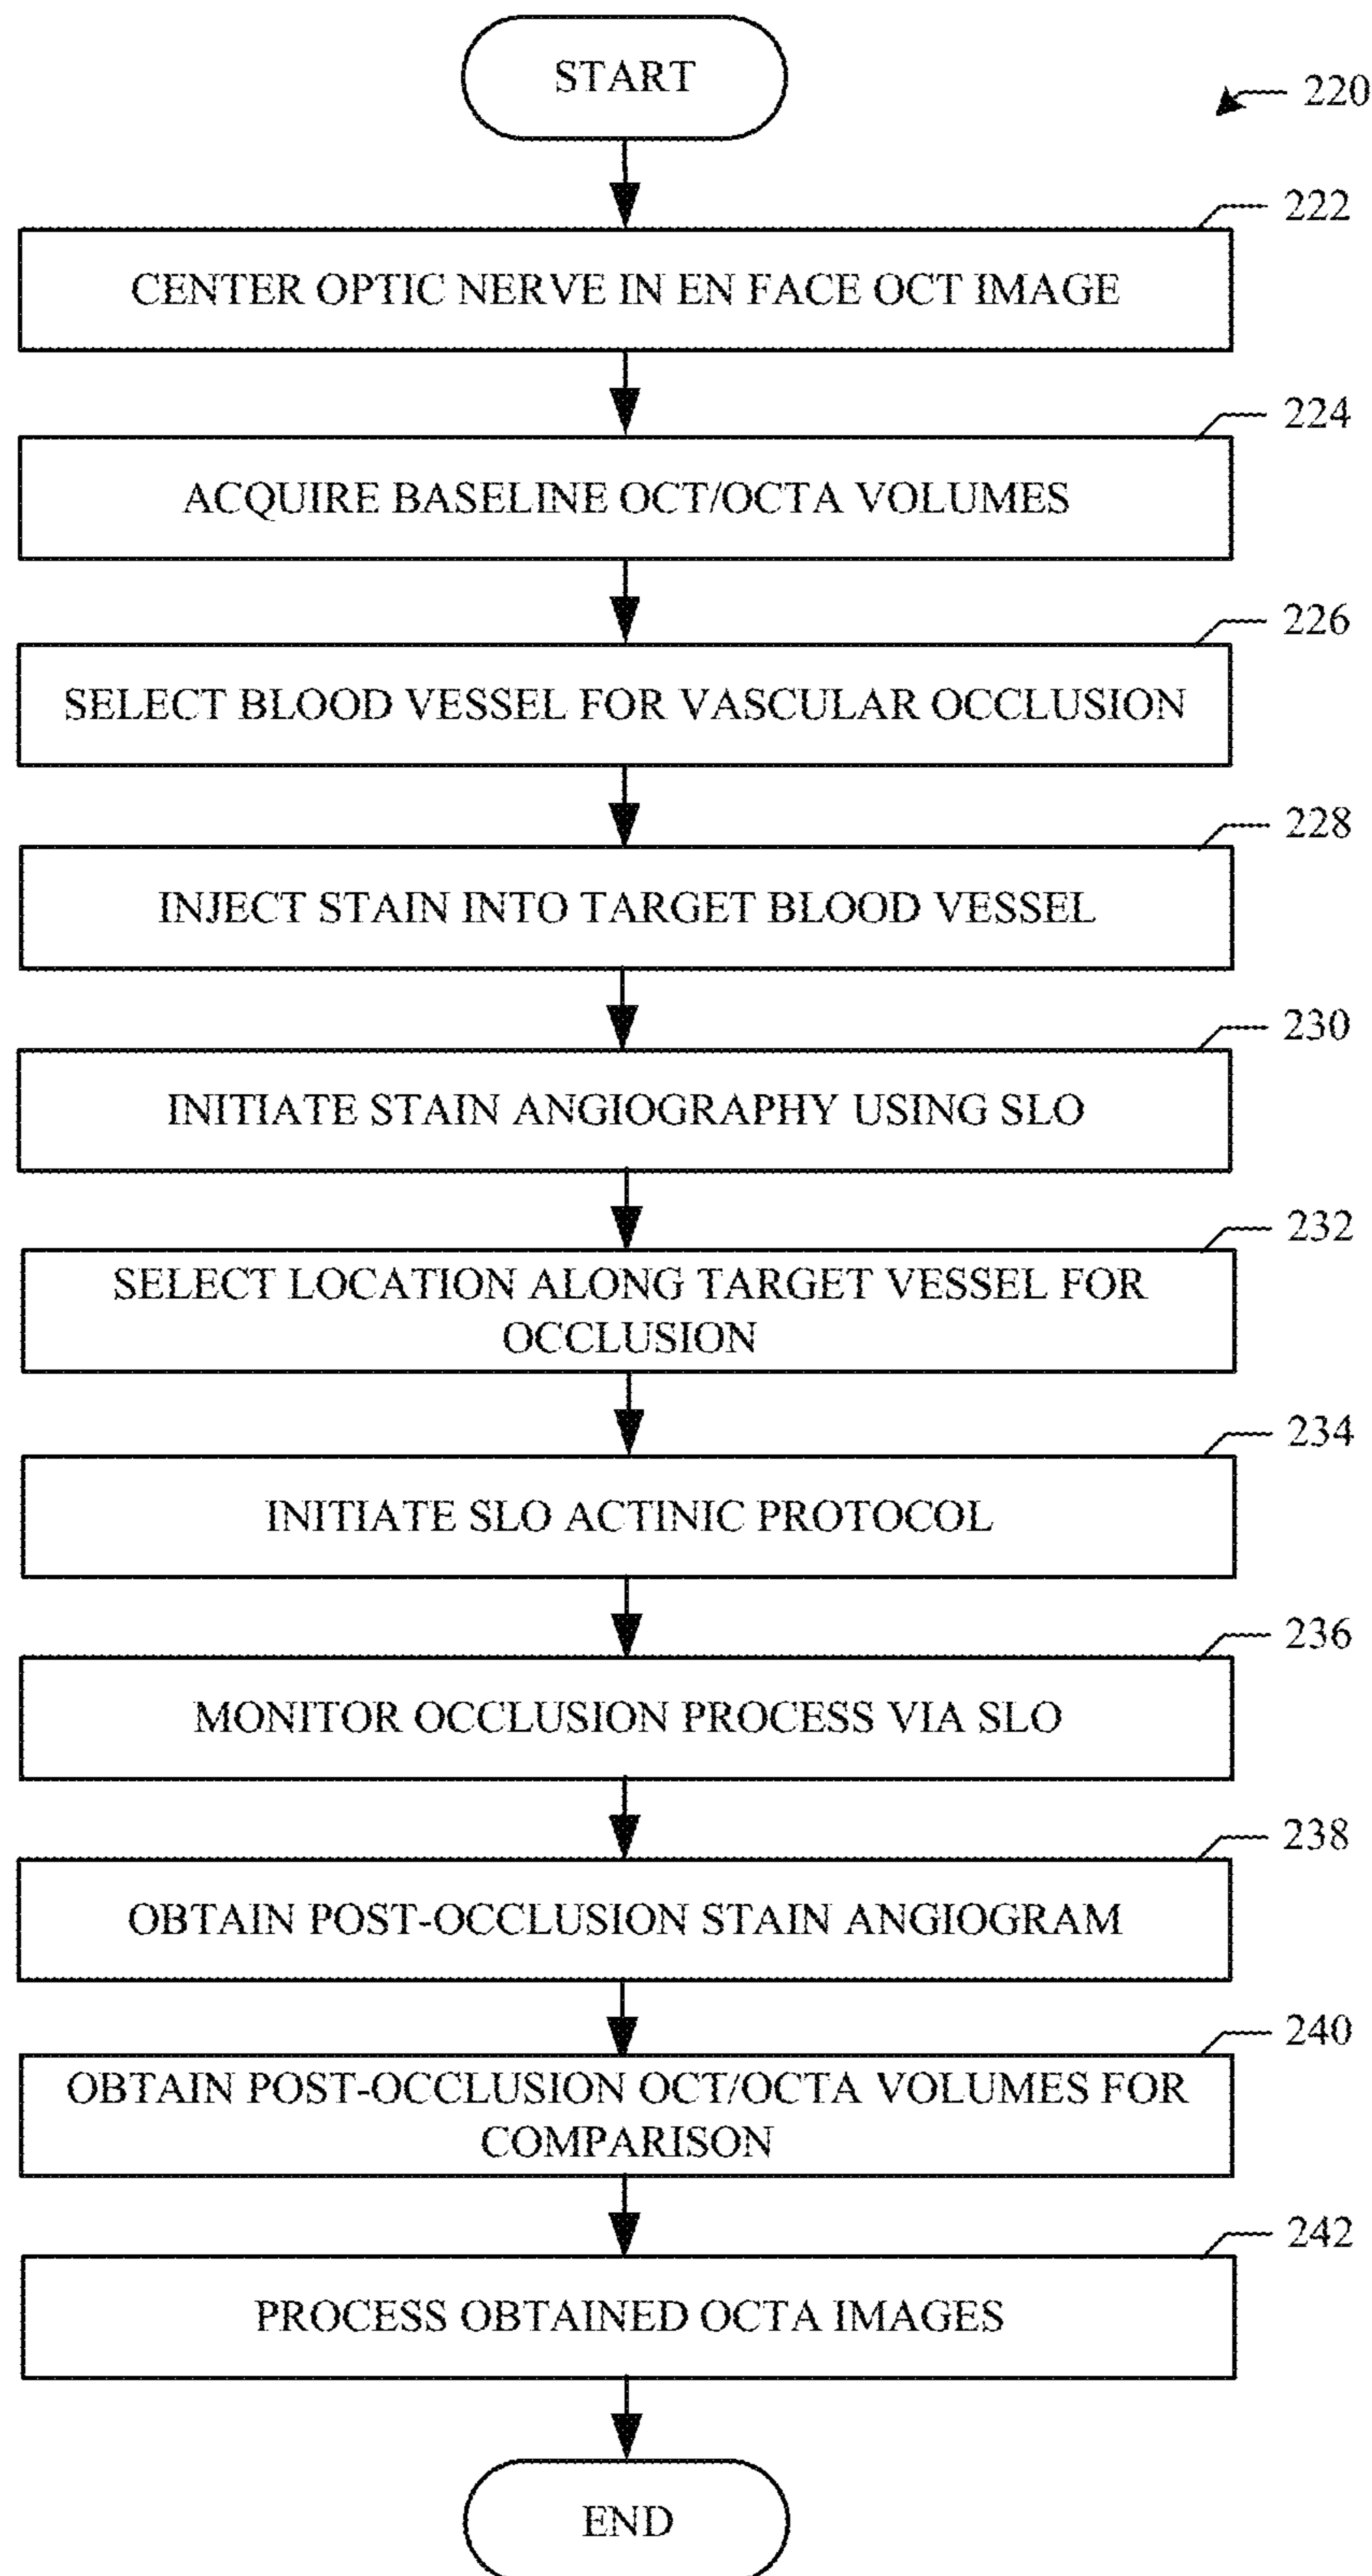 START
220
222
CENTER OPTIC NERVE IN EN FACE OCT IMAGE
224
ACQUIRE BASELINE OCT/OCTA VOLUMES
226
SELECT BLOOD VESSEL FOR VASCULAR OCCLUSION
228
INJECT STAIN INTO TARGET BLOOD VESSEL
230
INITIATE STAIN ANGIOGRAPHY USING SLO
232
SELECT LOCATION ALONG TARGET VESSEL FOR
OCCLUSION
234
INITIATE SLO ACTINIC PROTOCOL
236
MONITOR OCCLUSION PROCESS VIA SLO
238
OBTAIN POST-OCCLUSION STAIN ANGIOGRAM
240
OBTAIN POST-OCCLUSION OCT/OCTA VOLUMES FOR
COMPARISON
242
PROCESS OBTAINED OCTA IMAGES
END